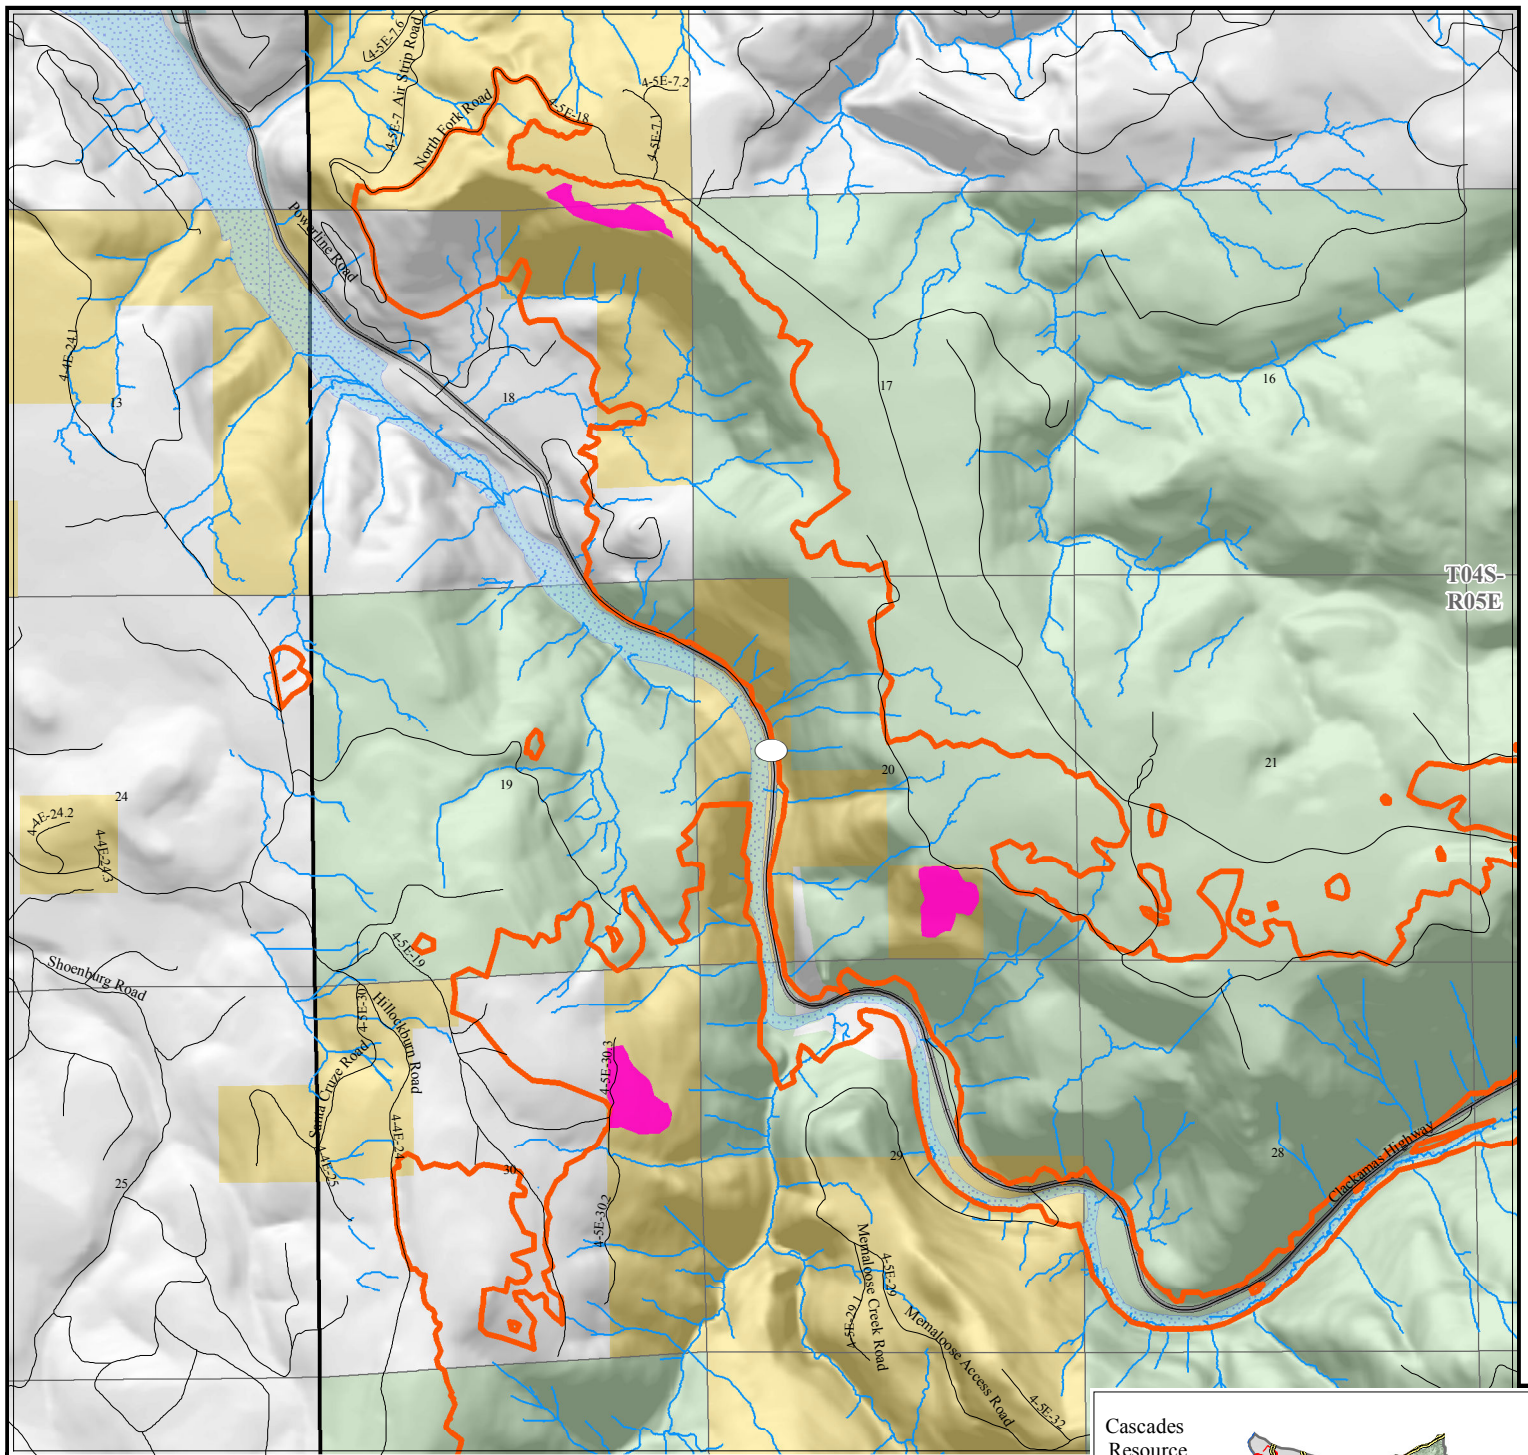 4-5E-7.6
4-5E-7 Air Strip Road
North Fork Road
4-5E-18
4-5E-7.2
4-5E-7.1
Powerline Road
4-4E-24.1
13
18
17
16
T04S-
R05E
19
20
21
24
4-4E-24.2
4-4E-24.3
Shoenburg Road
4-5E-19
4-5E-30
Hillockburn Road
Santa Cruze Road
4-5E-30.3
4-4E-24
4-4E-25
25
30
4-5E-30.2
29
28
Clackamas Highway
Memaloose Creek Road
4-5E-29
4-5E-29.1
Memaloose Access Road
4-5E-32
Cascades
Resource